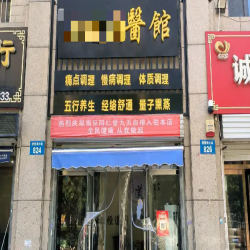 醫館
痛点调理 慢病调理 体质调理
五行养生 经络舒通 量子熏蒸
全民健康 从我做起
行
33.
诚
824
826